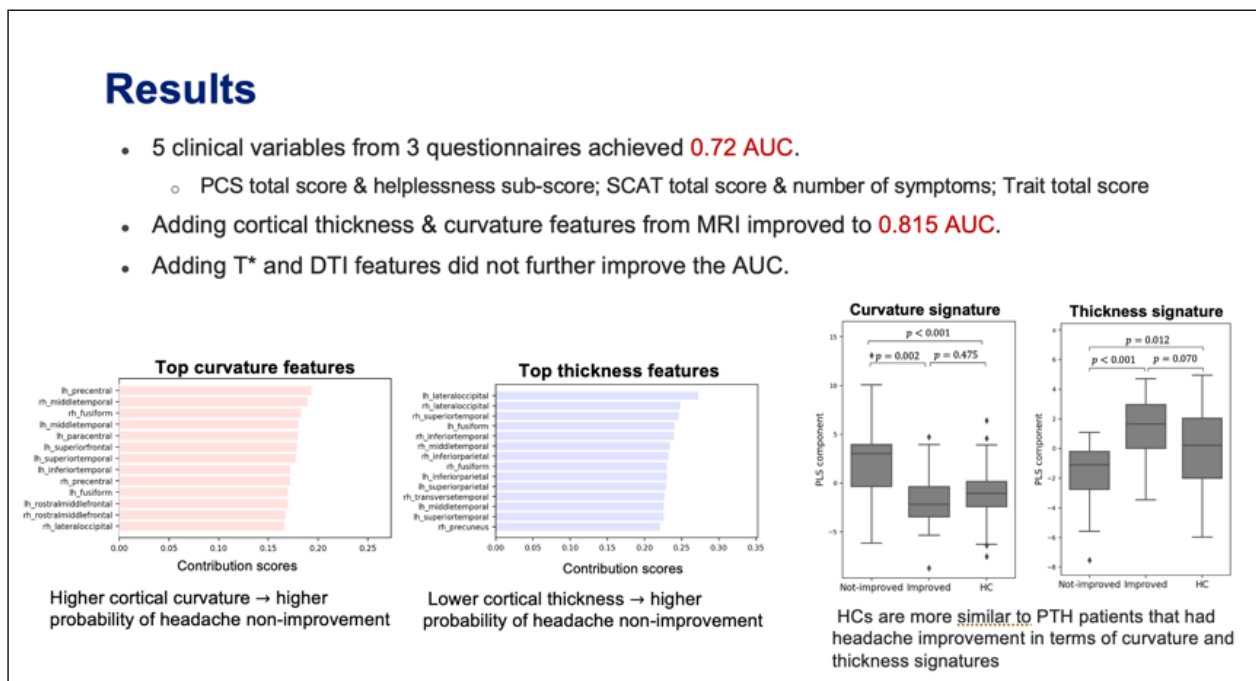 Results
• 5 clinical variables from 3 questionnaires achieved 0.72 AUC.
○ PCS total score & helplessness sub-score; SCAT total score & number of symptoms; Trait total score
• Adding cortical thickness & curvature features from MRI improved to 0.815 AUC.
• Adding T* and DTI features did not further improve the AUC.
Top curvature features
lh_precentral
rh_middletemporal
rh_fusiform
lh_middletemporal
lh_paracentral
lh_superiorfrontal
lh_superiortemporal
lh_inferiortemporal
rh_precentral
lh_fusiform
lh_rostralmiddlefrontal
rh_rostralmiddlefrontal
rh_lateraloccipital
0.00 0.05 0.10 0.15 0.20 0.25
Contribution scores
Higher cortical curvature → higher
probability of headache non-improvement
Top thickness features
lh_lateraloccipital
rh_lateraloccipital
rh_superiortemporal
lh_fusiform
rh_inferiortemporal
rh_middletemporal
rh_inferiorparietal
rh_fusiform
lh_inferiorparietal
lh_superiorparietal
rh_transversetemporal
lh_middletemporal
lh_superiortemporal
rh_precuneus
0.00 0.05 0.10 0.15 0.20 0.25 0.30 0.35
Contribution scores
Lower cortical thickness → higher
probability of headache non-improvement
Curvature signature
PLS component
15
10
5
0
−5
p < 0.001
p = 0.002
p = 0.475
Not-improved Improved HC
Thickness signature
PLS component
8
6
4
2
0
−2
−4
−6
−8
p = 0.012
p < 0.001
p = 0.070
Not-improved Improved HC
HCs are more similar to PTH patients that had
headache improvement in terms of curvature and
thickness signatures